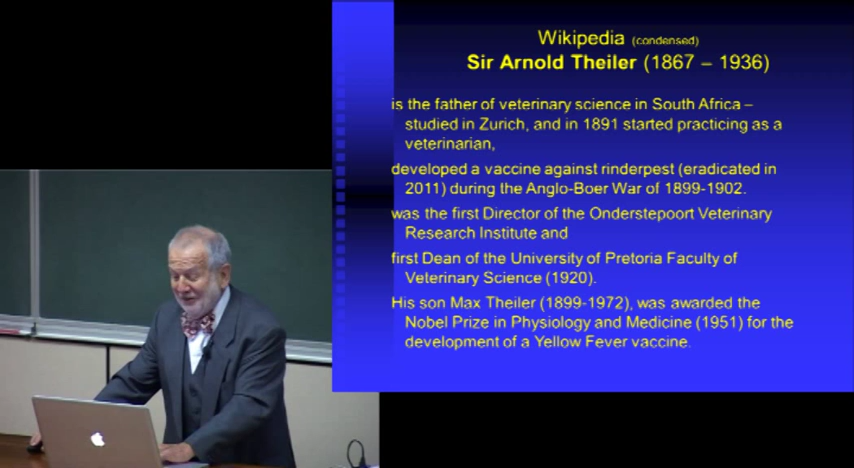 Wikipedia (condensed)
Sir Arnold Theiler (1867 – 1936)
is the father of veterinary science in South Africa –
studied in Zurich, and in 1891 started practicing as a
veterinarian,
developed a vaccine against rinderpest (eradicated in
2011) during the Anglo-Boer War of 1899-1902.
was the first Director of the Onderstepoort Veterinary
Research Institute and
first Dean of the University of Pretoria Faculty of
Veterinary Science (1920).
His son Max Theiler (1899-1972), was awarded the
Nobel Prize in Physiology and Medicine (1951) for the
development of a Yellow Fever vaccine.